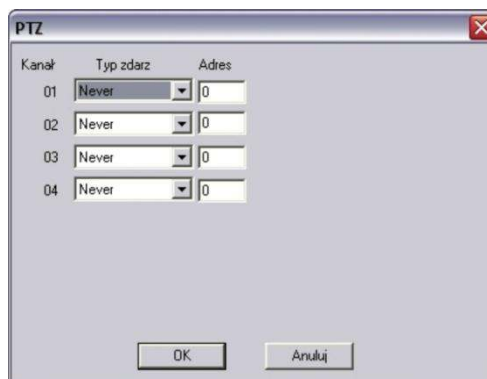 PTZ
Kanał Typ zdarz Adres
01 Never 0
02 Never 0
03 Never 0
04 Never 0
OK Anuluj